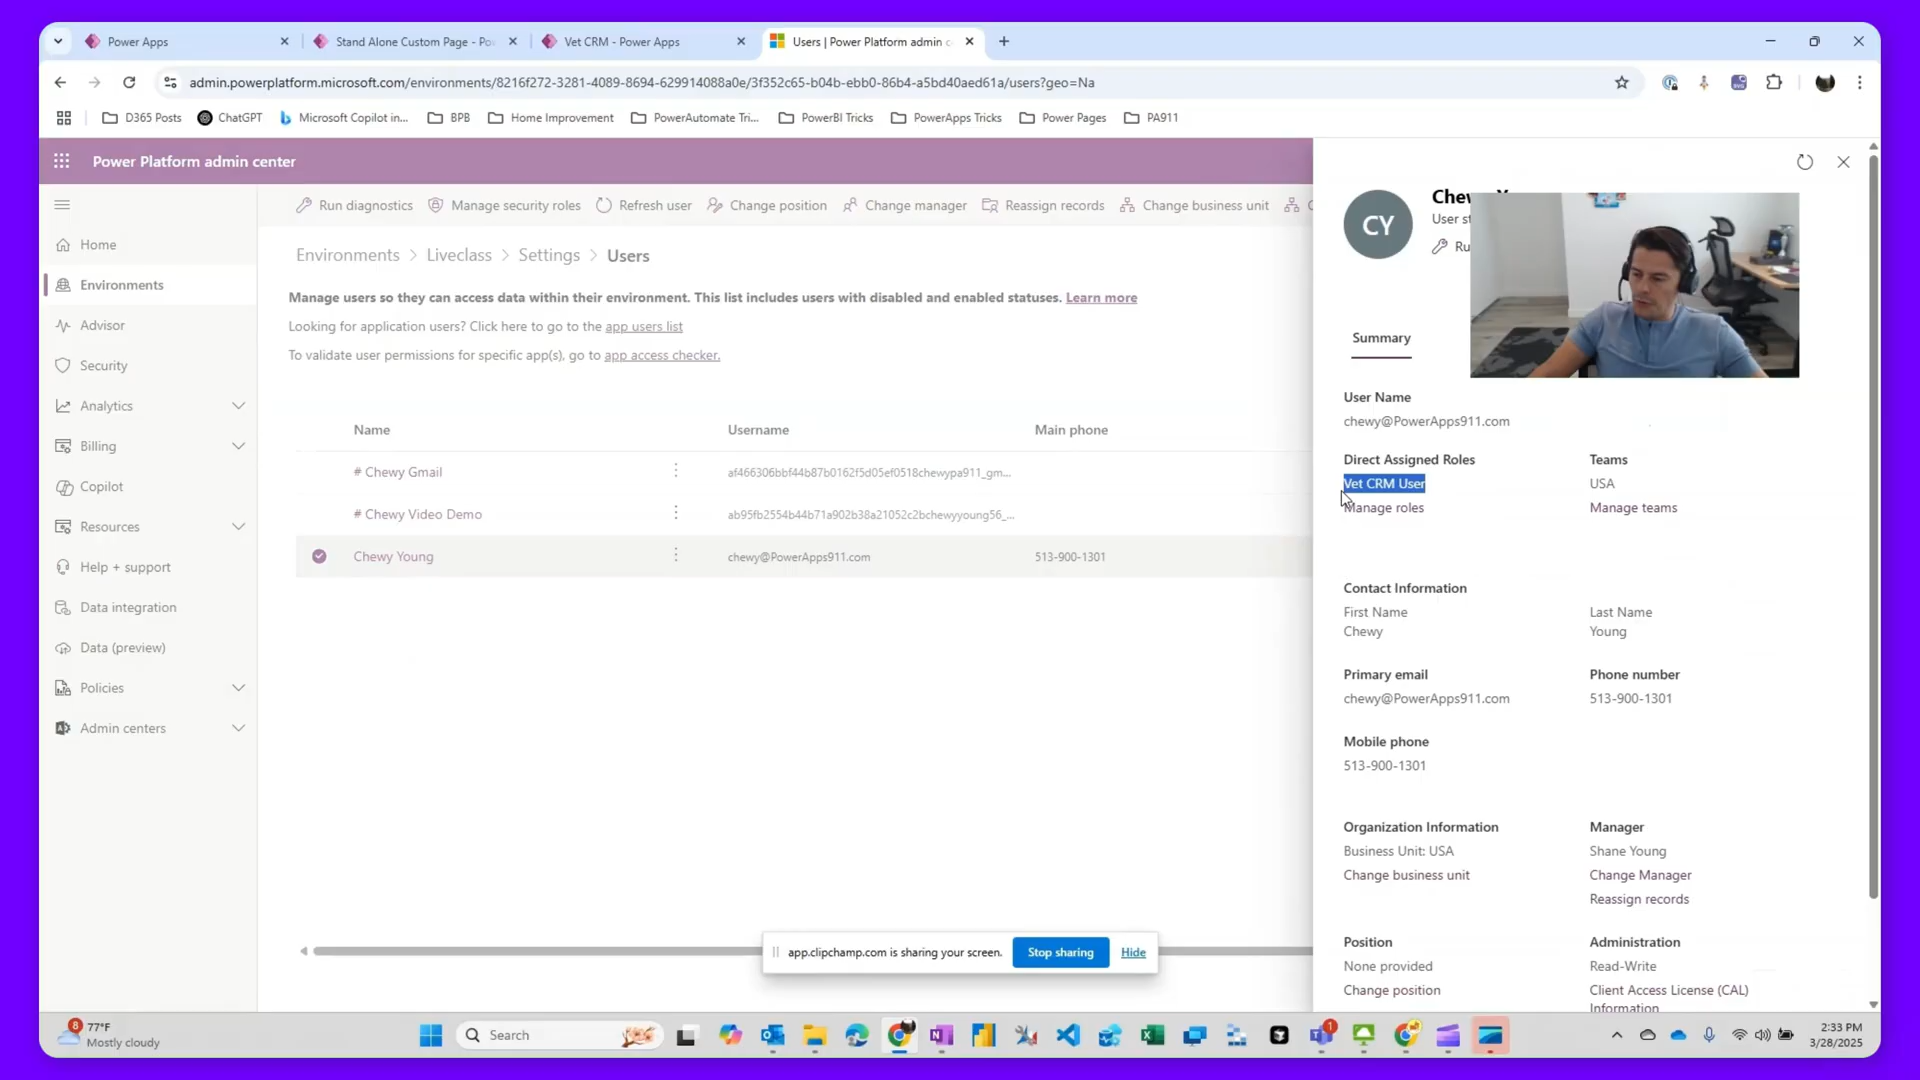 Power Apps
Stand Alone Custom Page - Po
Vet CRM - Power Apps
Users | Power Platform admin c
admin.powerplatform.microsoft.com/environments/8216f272-3281-4089-8694-629914088a0e/3f352c65-b04b-ebb0-86b4-a5bd40aed61a/users?geo=Na
D365 Posts
ChatGPT
Microsoft Copilot in...
BPB
Home Improvement
PowerAutomate Tri...
PowerBI Tricks
PowerApps Tricks
Power Pages
PA911
Power Platform admin center
Run diagnostics
Manage security roles
Refresh user
Change position
Change manager
Reassign records
Change business unit
Home
Environments
Advisor
Security
Analytics
Billing
Copilot
Resources
Help + support
Data integration
Data (preview)
Policies
Admin centers
Environments > Liveclass > Settings > Users
Manage users so they can access data within their environment. This list includes users with disabled and enabled statuses. Learn more
Looking for application users? Click here to go to the app users list
To validate user permissions for specific app(s), go to app access checker.
Name Username Main phone
# Chewy Gmail af466306bbf44b87b0162f5d05ef0518chewypa911_gm...
# Chewy Video Demo ab95fb2554b44b71a902b38a21052c2bchewyyoung56_...
Chewy Young chewy@PowerApps911.com 513-900-1301
CY
Summary
User Name
chewy@PowerApps911.com
Direct Assigned Roles Teams
Vet CRM User USA
Manage roles Manage teams
Contact Information
First Name Last Name
Chewy Young
Primary email Phone number
chewy@PowerApps911.com 513-900-1301
Mobile phone
513-900-1301
Organization Information Manager
Business Unit: USA Shane Young
Change business unit Change Manager
Reassign records
Position Administration
None provided Read-Write
Change position Client Access License (CAL)
Information
app.clipchamp.com is sharing your screen.
Stop sharing
Hide
8
77°F
Mostly cloudy
Search
1
2:33 PM
3/28/2025